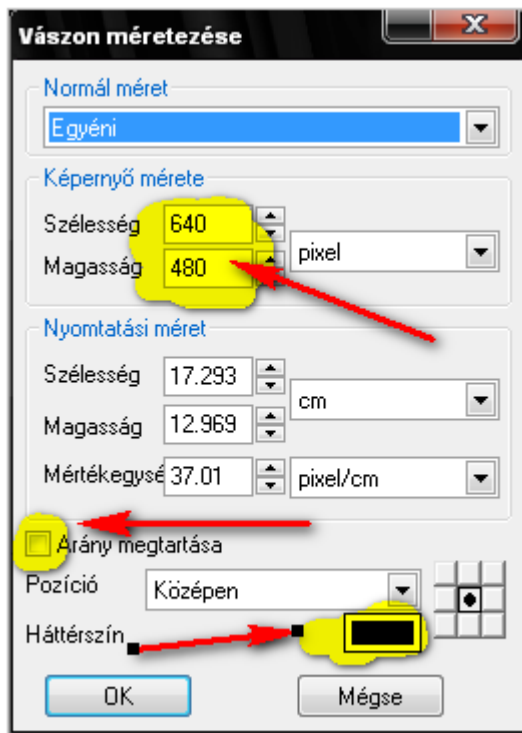 Vászon méretezése
Normál méret
Egyéni
Képernyő mérete
Szélesség 640
Magasság 480
pixel
Nyomtatási méret
Szélesség 17.293
Magasság 12.969
cm
Mértékegysé 37.01 pixel/cm
Arány megtartása
Pozíció Középen
Háttérszín
OK Mégse